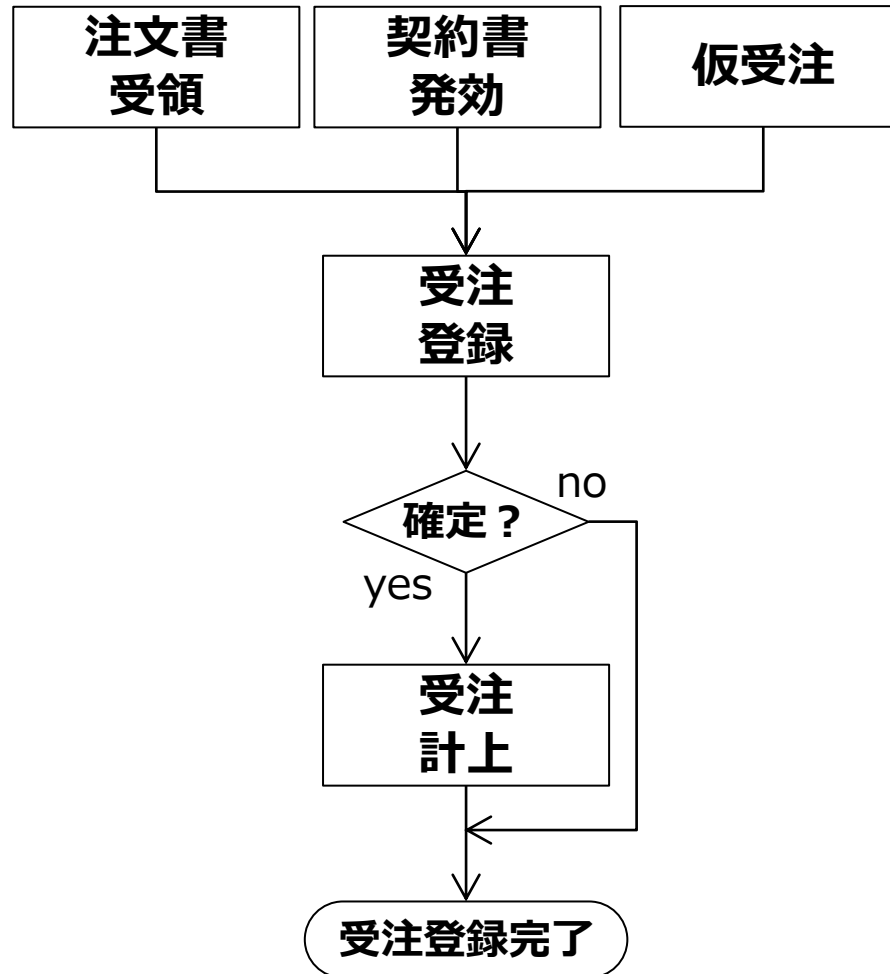 注文書
受領
契約書
発効
仮受注
受注
登録
no
確定？
yes
受注
計上
受注登録完了